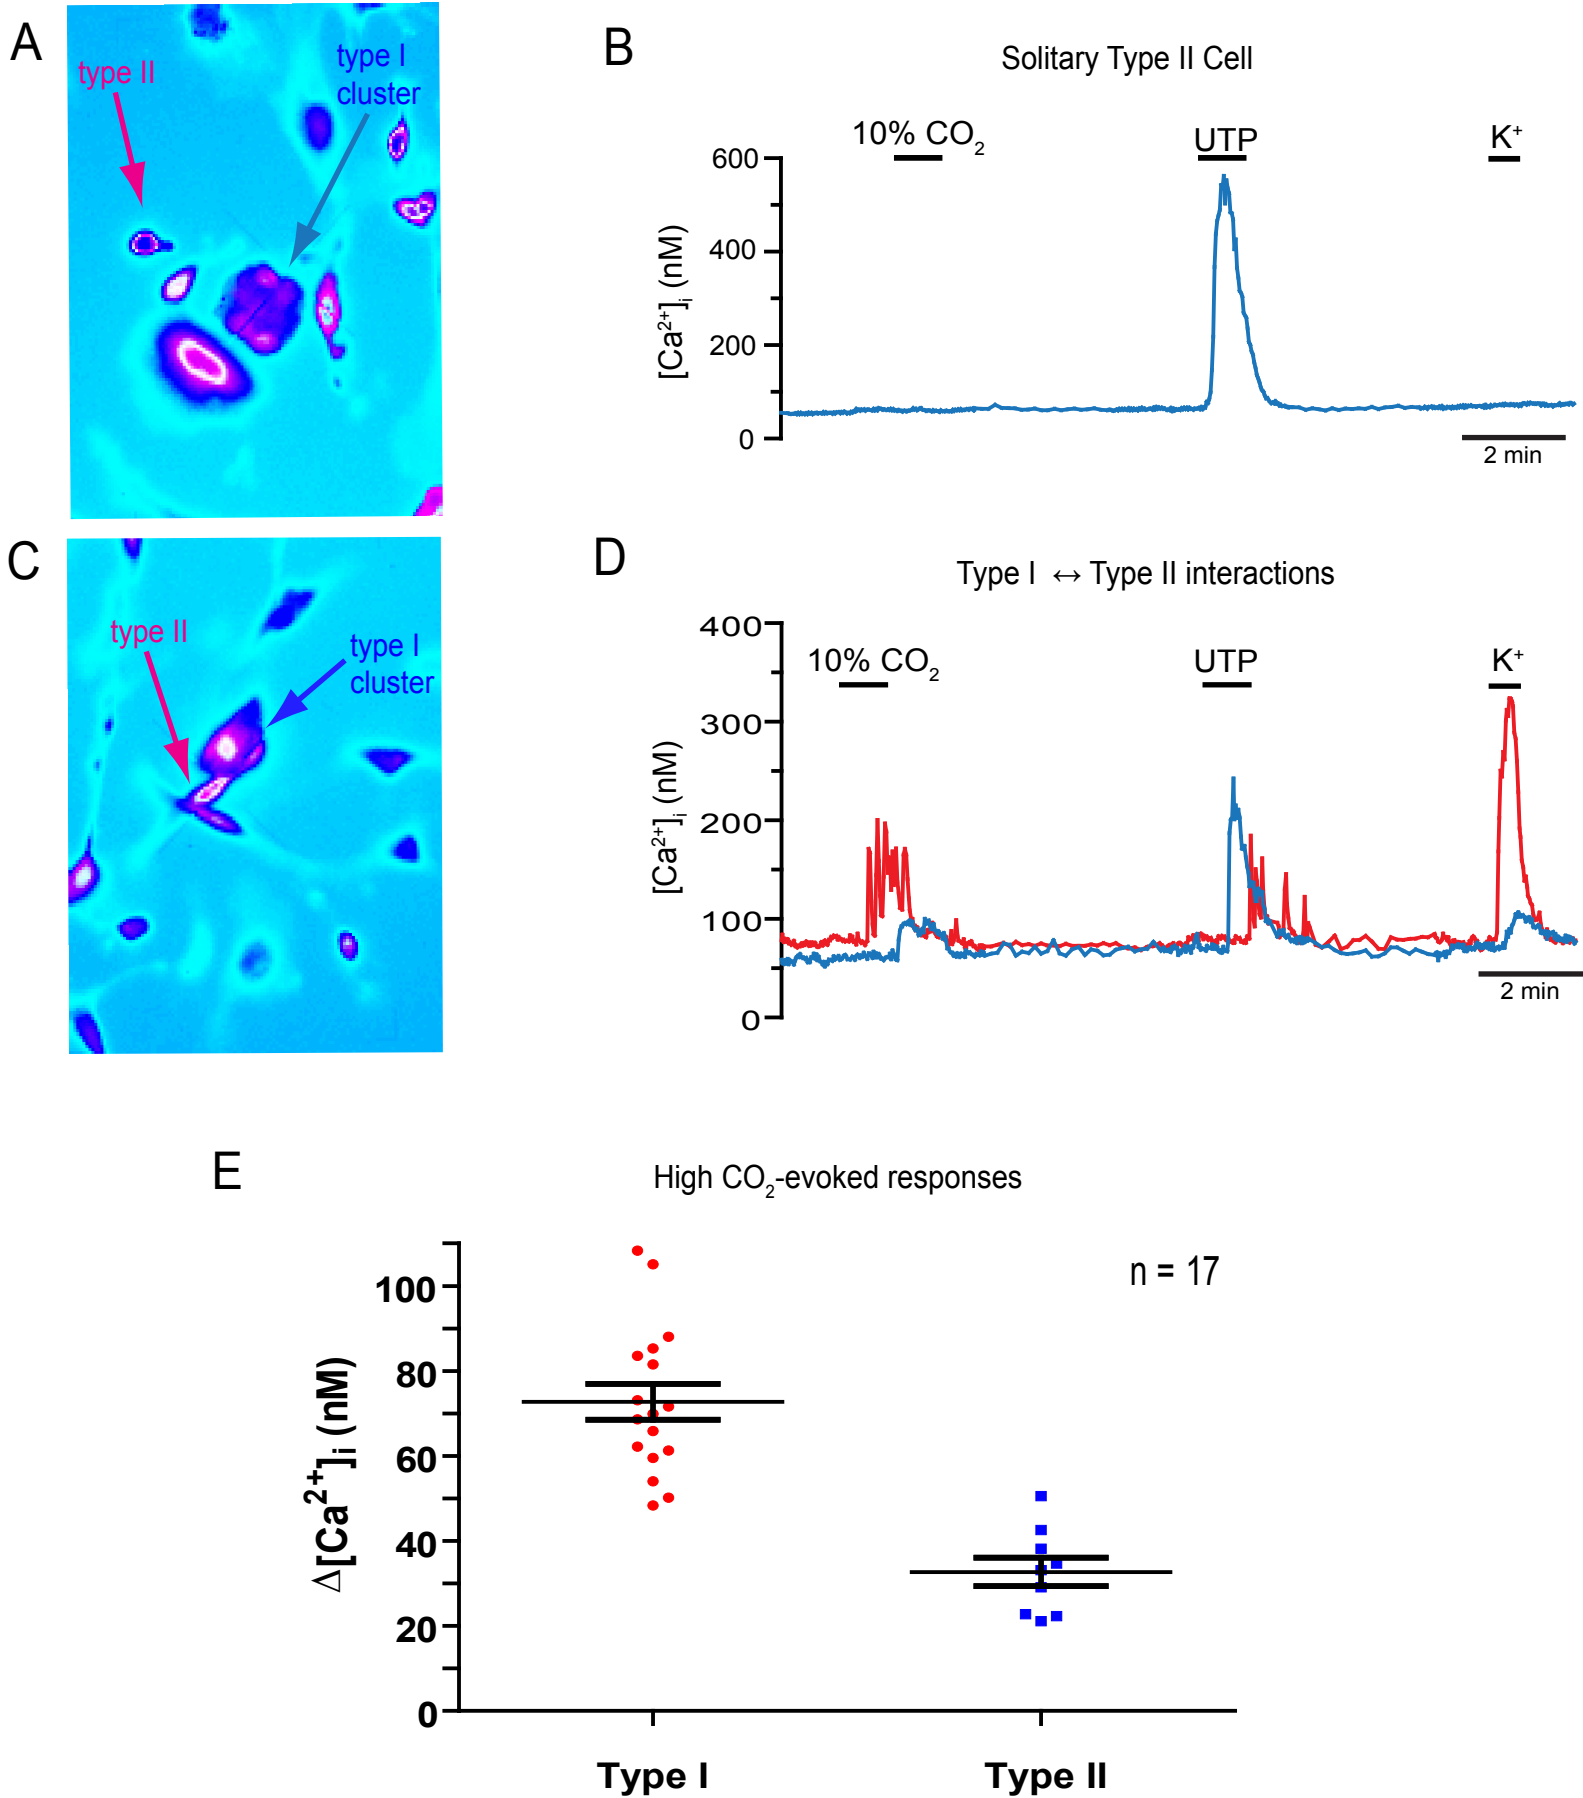 A
type II
type I
cluster
B
Solitary Type II Cell
10% CO₂
UTP
K⁺
600
400
200
0
[Ca²⁺]ᵢ (nM)
2 min
C
type II
type I
cluster
D
Type I ↔ Type II interactions
10% CO₂
UTP
K⁺
400
300
200
100
0
[Ca²⁺]ᵢ (nM)
2 min
E
High CO₂-evoked responses
n = 17
100
80
60
40
20
0
Δ[Ca²⁺]ᵢ (nM)
Type I
Type II